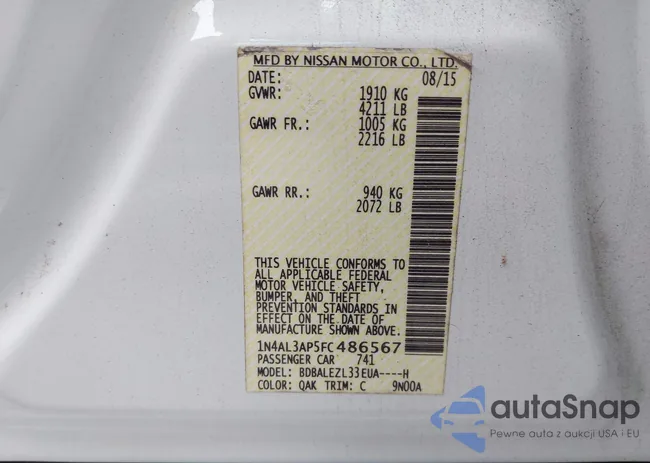 MFD BY NISSAN MOTOR CO., LTD.
DATE: 08/15
GVWR: 1910 KG
4211 LB
GAWR FR.: 1005 KG
2216 LB
GAWR RR.: 940 KG
2072 LB
THIS VEHICLE CONFORMS TO
ALL APPLICABLE FEDERAL
MOTOR VEHICLE SAFETY,
BUMPER, AND THEFT
PREVENTION STANDARDS IN
EFFECT ON THE DATE OF
MANUFACTURE SHOWN ABOVE.
1N4AL3AP5FC486567
PASSENGER CAR 741
MODEL: BDBALEZL33EUA----H
COLOR: QAK TRIM: C 9N00A
autaSnap
Pewne auta z aukcji USA i EU